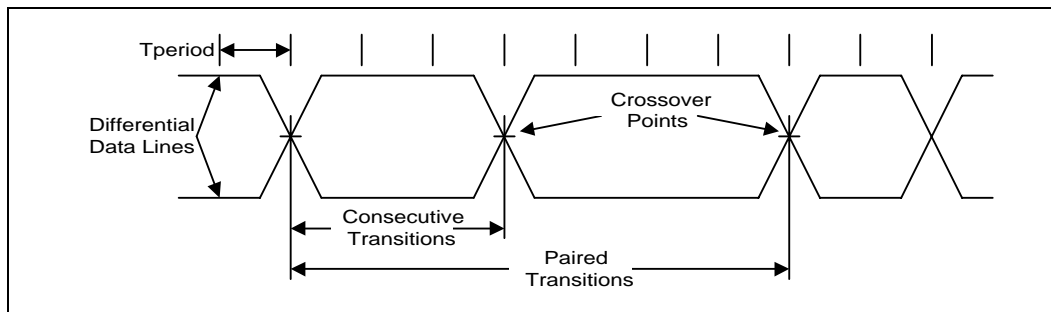 Tperiod
Differential
Data Lines
Crossover
Points
Consecutive
Transitions
Paired
Transitions